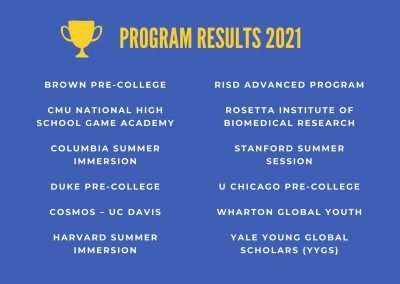 PROGRAM RESULTS 2021
BROWN PRE-COLLEGE
CMU NATIONAL HIGH
SCHOOL GAME ACADEMY
COLUMBIA SUMMER
IMMERSION
DUKE PRE-COLLEGE
COSMOS – UC DAVIS
HARVARD SUMMER
IMMERSION
RISD ADVANCED PROGRAM
ROSETTA INSTITUTE OF
BIOMEDICAL RESEARCH
STANFORD SUMMER
SESSION
U CHICAGO PRE-COLLEGE
WHARTON GLOBAL YOUTH
YALE YOUNG GLOBAL
SCHOLARS (YYGS)